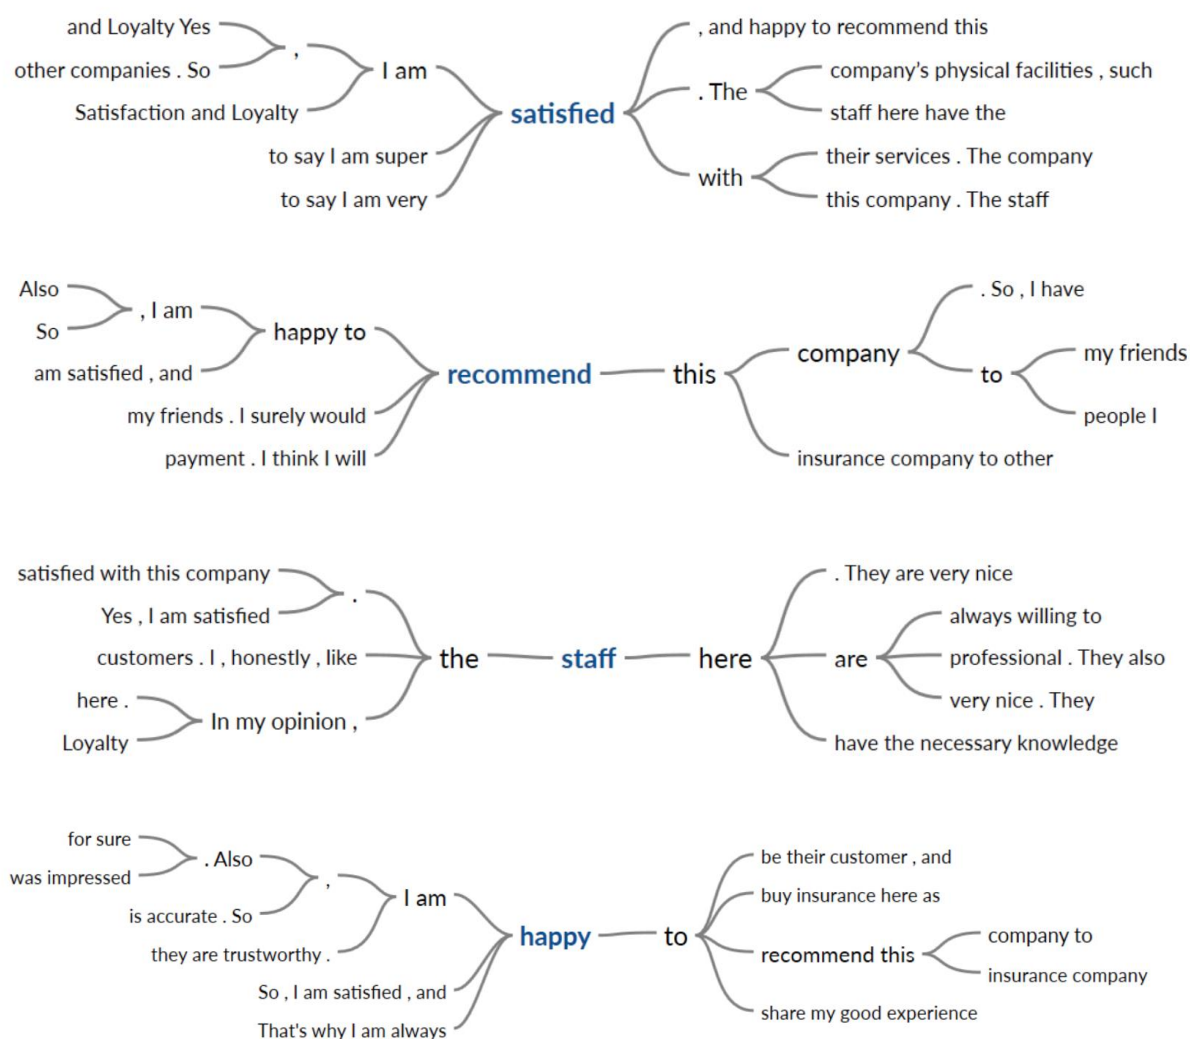 and Loyalty Yes
other companies . So
,
Satisfaction and Loyalty
I am
to say I am super
to say I am very
satisfied
, and happy to recommend this
. The
company's physical facilities , such
staff here have the
with
their services . The company
this company . The staff
Also
So
, I am
am satisfied , and
happy to
my friends . I surely would
payment . I think I will
recommend
this
company
. So , I have
to
my friends
people I
insurance company to other
satisfied with this company
Yes , I am satisfied
.
customers . I , honestly , like
here .
Loyalty
In my opinion ,
the
staff
here
. They are very nice
are
always willing to
professional . They also
very nice . They
have the necessary knowledge
for sure
was impressed
. Also
is accurate . So
,
they are trustworthy .
I am
So , I am satisfied , and
That's why I am always
happy
to
be their customer , and
buy insurance here as
recommend this
company to
insurance company
share my good experience